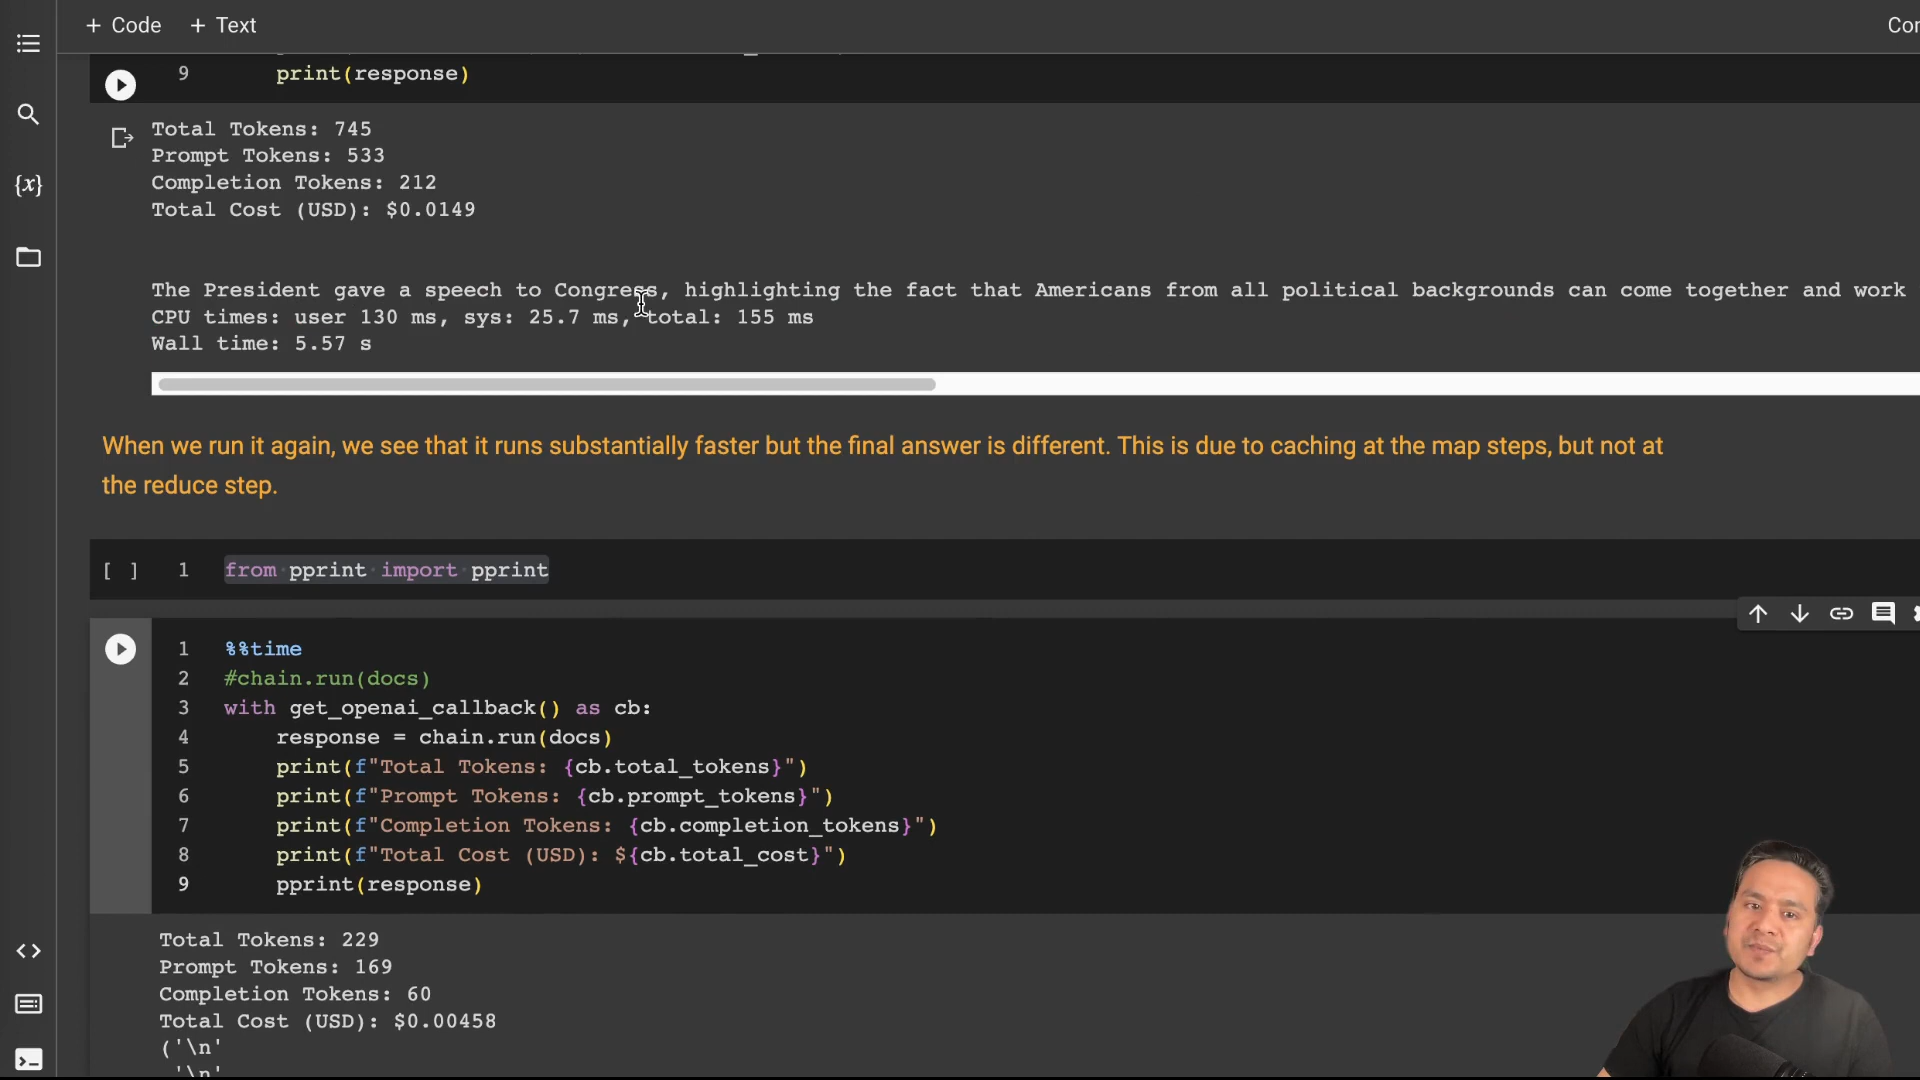 + Code + Text
Con
9 print(response)
Total Tokens: 745
Prompt Tokens: 533
Completion Tokens: 212
Total Cost (USD): $0.0149
The President gave a speech to Congress, highlighting the fact that Americans from all political backgrounds can come together and work
CPU times: user 130 ms, sys: 25.7 ms, total: 155 ms
Wall time: 5.57 s
When we run it again, we see that it runs substantially faster but the final answer is different. This is due to caching at the map steps, but not at
the reduce step.
[ ] 1 from pprint import pprint
1 %%time
2 #chain.run(docs)
3 with get_openai_callback() as cb:
4 response = chain.run(docs)
5 print(f"Total Tokens: {cb.total_tokens}")
6 print(f"Prompt Tokens: {cb.prompt_tokens}")
7 print(f"Completion Tokens: {cb.completion_tokens}")
8 print(f"Total Cost (USD): ${cb.total_cost}")
9 pprint(response)
Total Tokens: 229
Prompt Tokens: 169
Completion Tokens: 60
Total Cost (USD): $0.00458
('\n'
'\n'